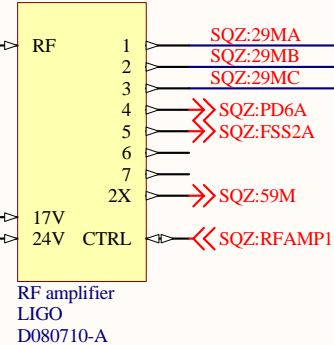 RF 1 SQZ:29MA
2 SQZ:29MB
3 SQZ:29MC
4 SQZ:PD6A
5 SQZ:FSS2A
6
7
2X SQZ:59M
17V
24V CTRL SQZ:RFAMP1
RF amplifier
LIGO
D080710-A